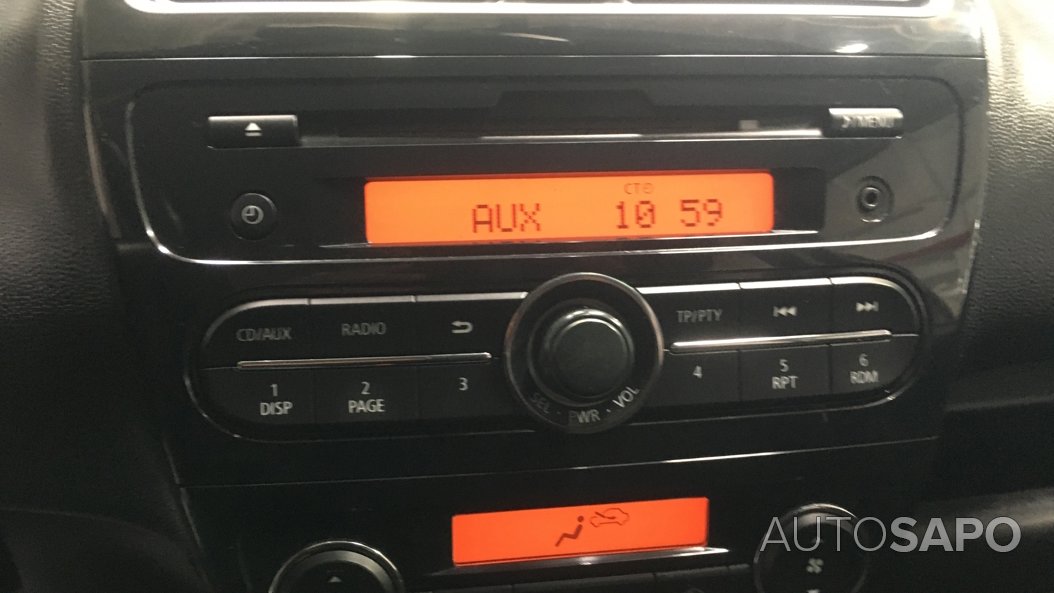 MENU
CT
AUX 10 59
CD/AUX RADIO TP/PTY
1 2 3 4 5 6
DISP PAGE RPT RDM
SEL · PWR · VOL
AUTOSAPO